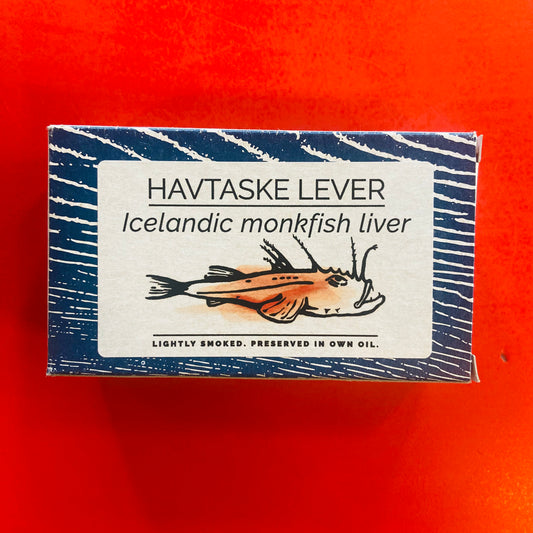 HAVTASKE LEVER
Icelandic monkfish liver
LIGHTLY SMOKED. PRESERVED IN OWN OIL.